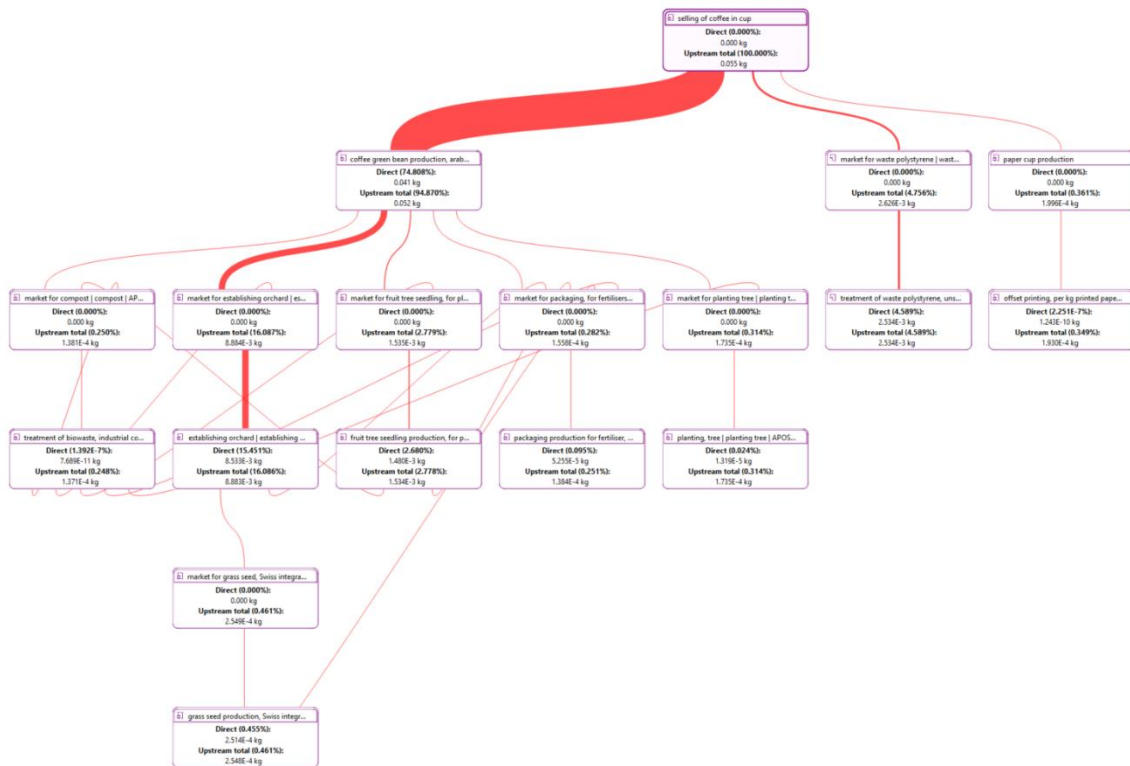 selling of coffee in cup
Direct (0.000%):
0.000 kg
Upstream total (100.000%):
0.055 kg
coffee green bean production, arab...
Direct (74.808%):
0.041 kg
Upstream total (94.870%):
0.052 kg
market for waste polystyrene | wast...
Direct (0.000%):
0.000 kg
Upstream total (4.756%):
2.626E-3 kg
paper cup production
Direct (0.000%):
0.000 kg
Upstream total (0.361%):
1.996E-4 kg
market for compost | compost | AP...
Direct (0.000%):
0.000 kg
Upstream total (0.250%):
1.381E-4 kg
market for establishing orchard | es...
Direct (0.000%):
0.000 kg
Upstream total (16.087%):
8.884E-3 kg
market for fruit tree seedling, for pl...
Direct (0.000%):
0.000 kg
Upstream total (2.779%):
1.535E-3 kg
market for packaging, for fertilisers...
Direct (0.000%):
0.000 kg
Upstream total (0.282%):
1.558E-4 kg
market for planting tree | planting t...
Direct (0.000%):
0.000 kg
Upstream total (0.314%):
1.735E-4 kg
treatment of waste polystyrene, uns...
Direct (4.589%):
2.534E-3 kg
Upstream total (4.589%):
2.534E-3 kg
offset printing, per kg printed pape...
Direct (2.251E-7%):
1.243E-10 kg
Upstream total (0.349%):
1.930E-4 kg
treatment of biowaste, industrial co...
Direct (1.392E-7%):
7.689E-11 kg
Upstream total (0.248%):
1.371E-4 kg
establishing orchard | establishing ...
Direct (15.451%):
8.533E-3 kg
Upstream total (16.086%):
8.883E-3 kg
fruit tree seedling production, for p...
Direct (2.680%):
1.480E-3 kg
Upstream total (2.778%):
1.534E-3 kg
packaging production for fertiliser, ...
Direct (0.095%):
5.255E-5 kg
Upstream total (0.251%):
1.384E-4 kg
planting, tree | planting tree | APOS...
Direct (0.024%):
1.319E-5 kg
Upstream total (0.314%):
1.735E-4 kg
market for grass seed, Swiss integra...
Direct (0.000%):
0.000 kg
Upstream total (0.461%):
2.549E-4 kg
grass seed production, Swiss integr...
Direct (0.455%):
2.514E-4 kg
Upstream total (0.461%):
2.548E-4 kg